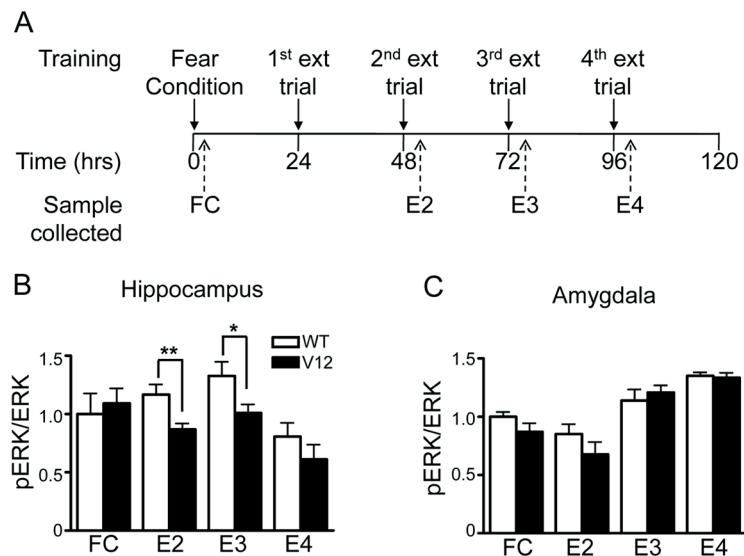 A
Training
Fear Condition
1st ext trial
2nd ext trial
3rd ext trial
4th ext trial
Time (hrs)
0 24 48 72 96 120
Sample collected
FC E2 E3 E4
B
Hippocampus
** *
WT
V12
pERK/ERK
1.5
1.0
0.5
0
FC E2 E3 E4
C
Amygdala
pERK/ERK
1.5
1.0
0.5
0
FC E2 E3 E4